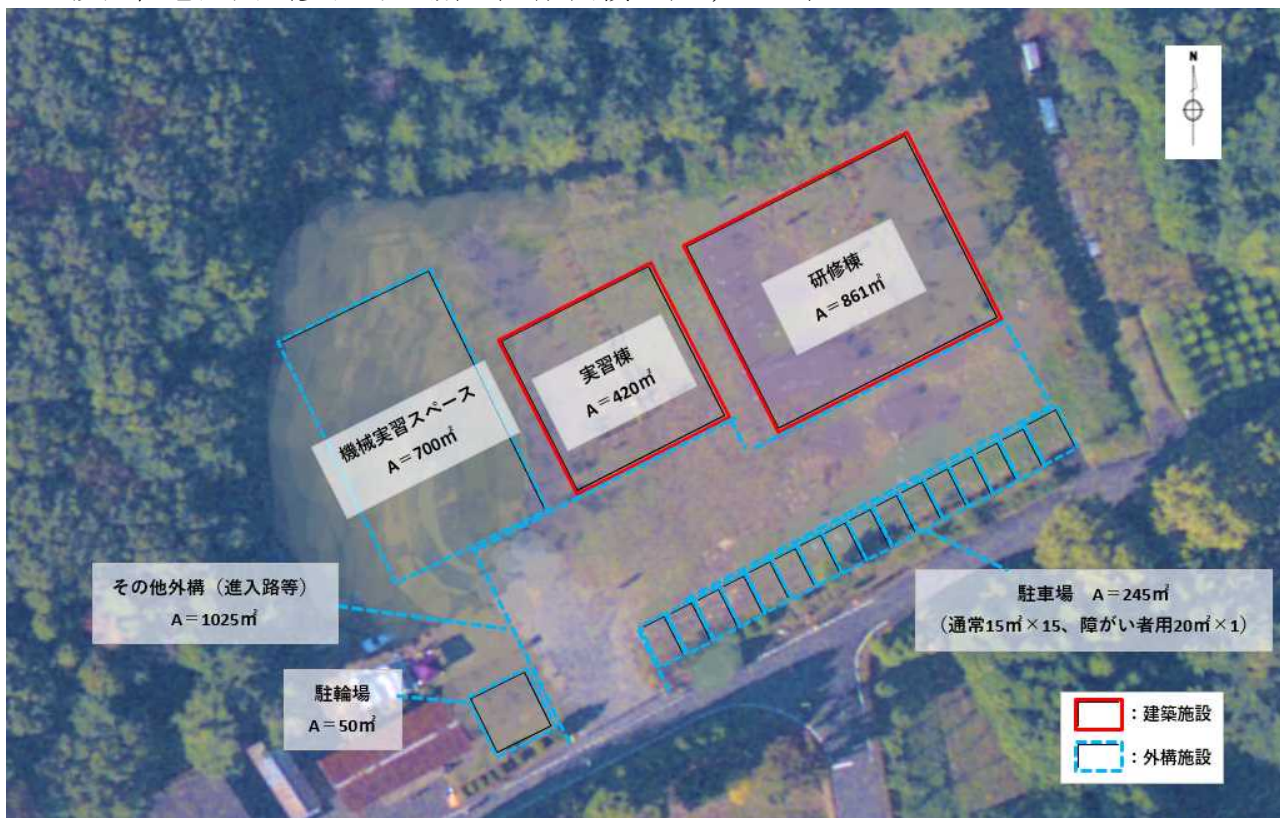 N
研修棟
A=861㎡
実習棟
A=420㎡
機械実習スペース
A=700㎡
その他外構（進入路等）
A=1025㎡
駐車場 A=245㎡
（通常15㎡×15、障がい者用20㎡×1）
駐輪場
A=50㎡
：建築施設
：外構施設